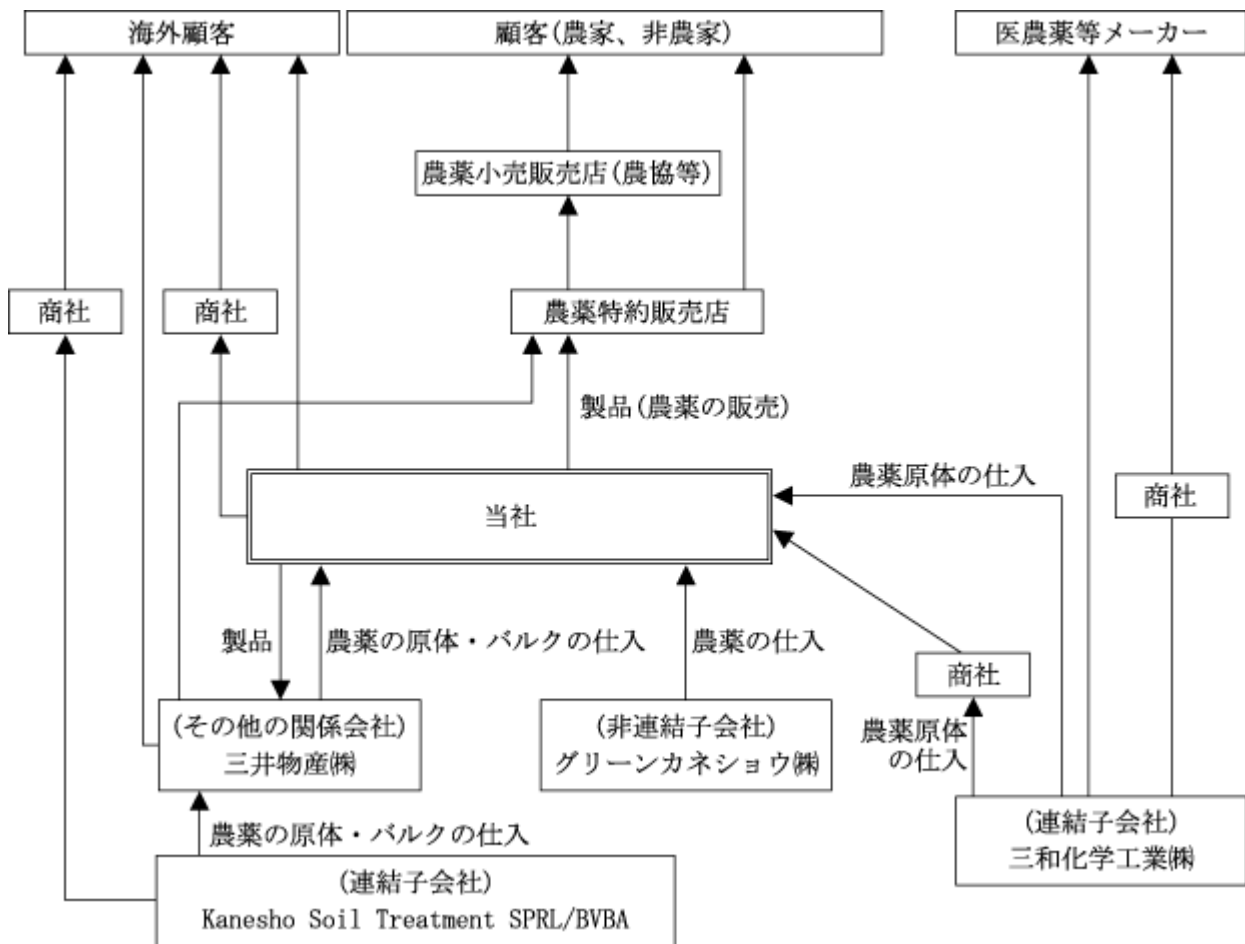 海外顧客
顧客(農家、非農家)
医農薬等メーカー
農薬小売販売店(農協等)
商社
商社
農薬特約販売店
製品(農薬の販売)
農薬原体の仕入
商社
当社
製品
農薬の原体・バルクの仕入
農薬の仕入
商社
(その他の関係会社)
三井物産㈱
(非連結子会社)
グリーンカネショウ㈱
農薬原体
の仕入
(連結子会社)
三和化学工業㈱
農薬の原体・バルクの仕入
(連結子会社)
Kanesho Soil Treatment SPRL/BVBA